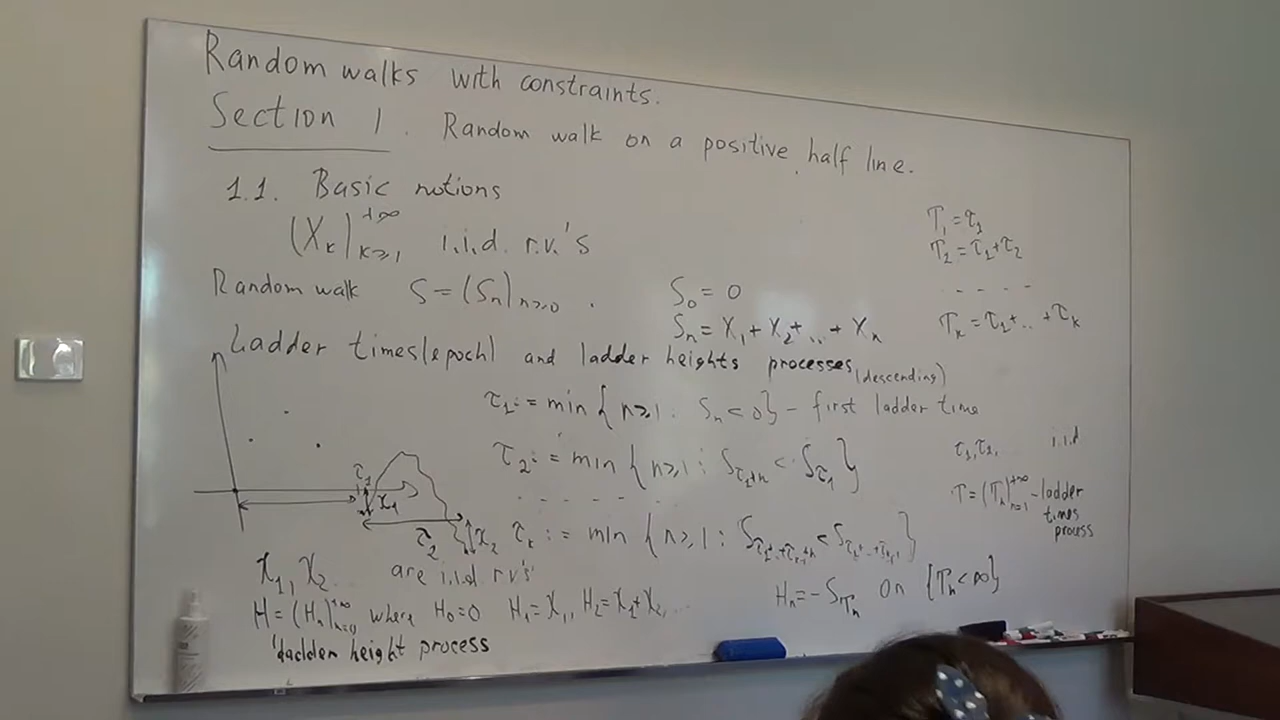 Random walks with constraints.
Section 1. Random walk on a positive half line.
1.1. Basic notions
(X_k)_{k≥1}^{+∞} i.i.d. r.v.'s
Random walk S = (S_n)_{n≥0}.
S_0 = 0
S_n = X_1 + X_2 + .. + X_n
T_1 = τ_1
T_2 = τ_1 + τ_2
- - - - -
T_k = τ_1 + .. + τ_k
Ladder times(epoch) and ladder heights processes (descending)
τ_1 := min{n≥1 : S_n < 0} – first ladder time
τ_2 := min{n≥1 : S_{τ_1+n} < S_{τ_1}}
- - - - - -
τ_k := min{n≥1 : S_{τ_1+..+τ_{k-1}+n} < S_{τ_1+..+τ_{k-1}}}
τ_1, τ_2, ... i.i.d
T = (T_n)_{n=1}^{+∞} – ladder
times
process
τ_1
χ_1
τ_2
χ_2
χ_1, χ_2 ... are i.i.d r.v's
H = (H_n)_{n=0}^{+∞} where H_0 = 0 H_1 = χ_1, H_2 = χ_1 + χ_2, ...
H_n = -S_{T_n} on {T_n < ∞}
height process